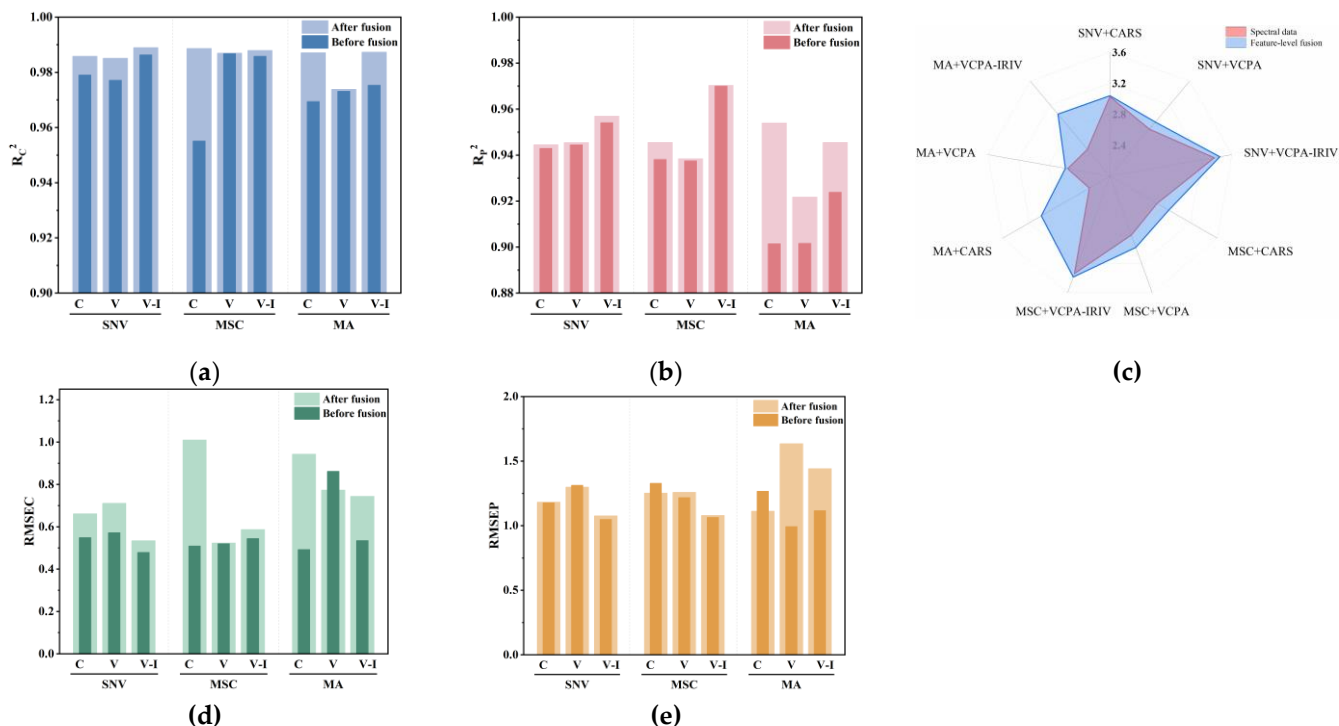 1.00
0.98
0.96
0.94
0.92
0.90
R_C^2
After fusion
Before fusion
C V V-I C V V-I C V V-I
SNV MSC MA
(a)
1.00
0.98
0.96
0.94
0.92
0.90
0.88
R_P^2
After fusion
Before fusion
C V V-I C V V-I C V V-I
SNV MSC MA
(b)
Spectral data
Feature-level fusion
SNV+CARS
3.6
3.2
2.8
2.4
SNV+VCPA
SNV+VCPA-IRIV
MSC+CARS
MSC+VCPA
MSC+VCPA-IRIV
MA+CARS
MA+VCPA
MA+VCPA-IRIV
(c)
1.2
1.0
0.8
0.6
0.4
0.2
0.0
RMSEC
After fusion
Before fusion
C V V-I C V V-I C V V-I
SNV MSC MA
(d)
2.0
1.5
1.0
0.5
0.0
RMSEP
After fusion
Before fusion
C V V-I C V V-I C V V-I
SNV MSC MA
(e)